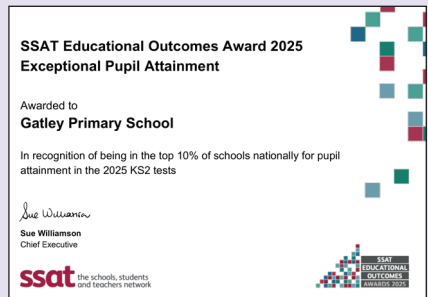 SSAT Educational Outcomes Award 2025
Exceptional Pupil Attainment
Awarded to
Gatley Primary School
In recognition of being in the top 10% of schools nationally for pupil
attainment in the 2025 KS2 tests
Sue Williamson
Sue Williamson
Chief Executive
ssat the schools, students
and teachers network
SSAT
EDUCATIONAL
OUTCOMES
AWARDS 2025